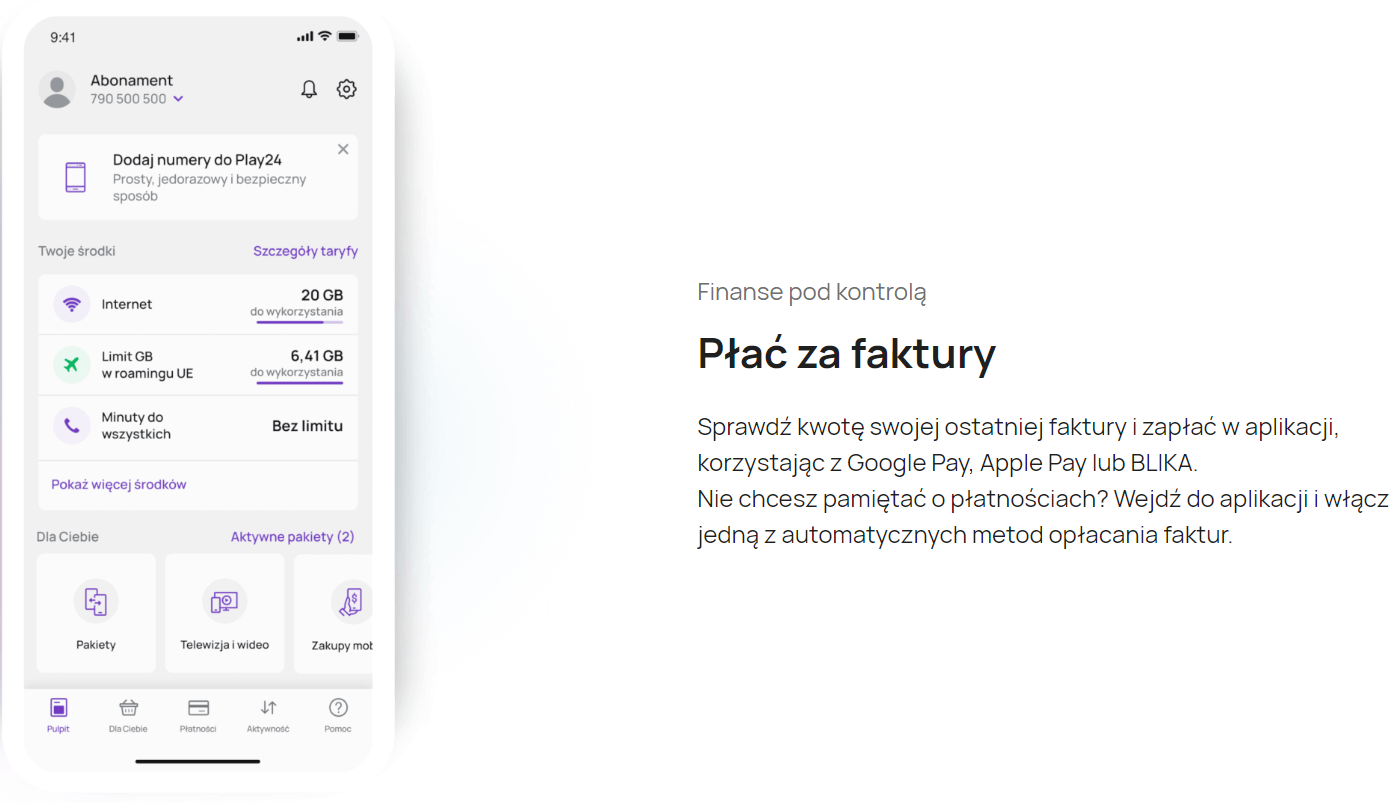 9:41
Abonament
790 500 500
Dodaj numery do Play24
Prosty, jedorazowy i bezpieczny
sposób
Twoje środki
Szczegóły taryfy
Internet
20 GB
do wykorzystania
Limit GB
w roamingu UE
6,41 GB
do wykorzystania
Minuty do
wszystkich
Bez limitu
Pokaż więcej środków
Dla Ciebie
Aktywne pakiety (2)
Pakiety
Telewizja i wideo
Zakupy mob
Pulpit
Dla Ciebie
Płatności
Aktywność
Pomoc
Finanse pod kontrolą
Płać za faktury
Sprawdź kwotę swojej ostatniej faktury i zapłać w aplikacji,
korzystając z Google Pay, Apple Pay lub BLIKA.
Nie chcesz pamiętać o płatnościach? Wejdź do aplikacji i włącz
jedną z automatycznych metod opłacania faktur.